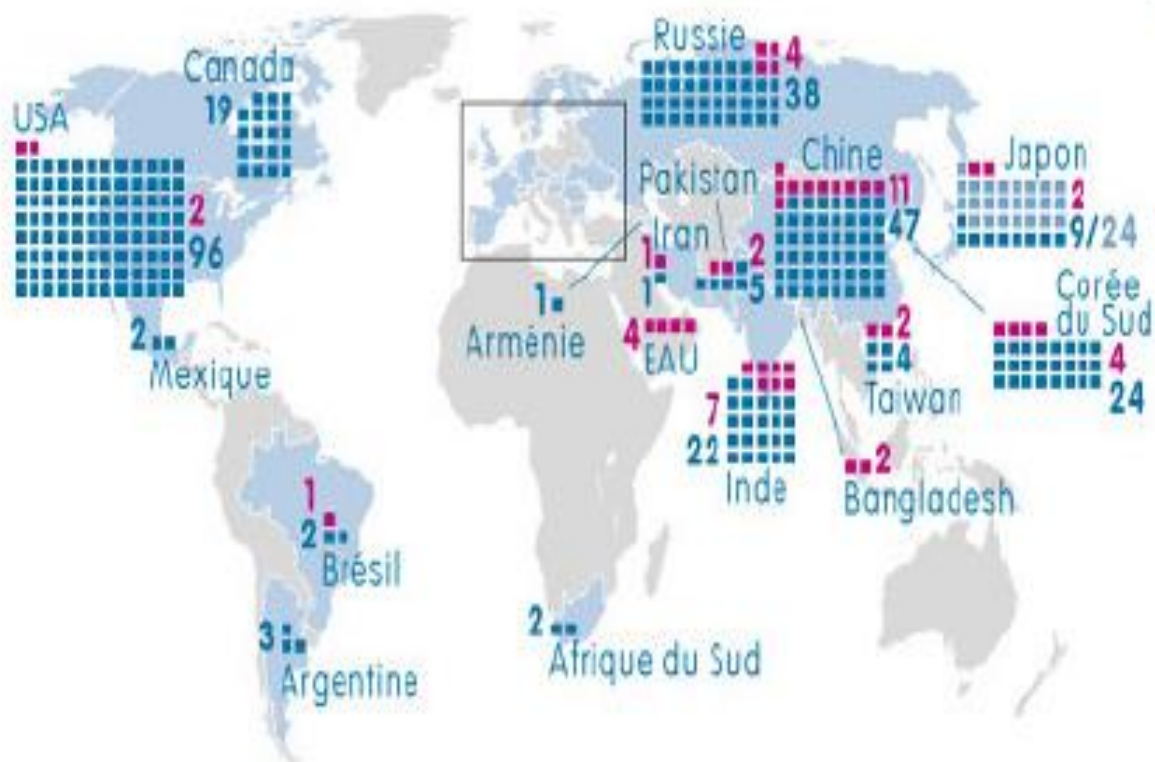 Russie
4
38
Canada
19
USA
2
96
Chine
11
47
Japon
2
9/24
Pakistan
2
5
Iran
1
1
Corée
du Sud
4
24
1
Arménie
4
EAU
2
4
Taiwan
2
Mexique
7
22
Inde
2
Bangladesh
1
2
Brésil
3
Argentine
2
Afrique du Sud